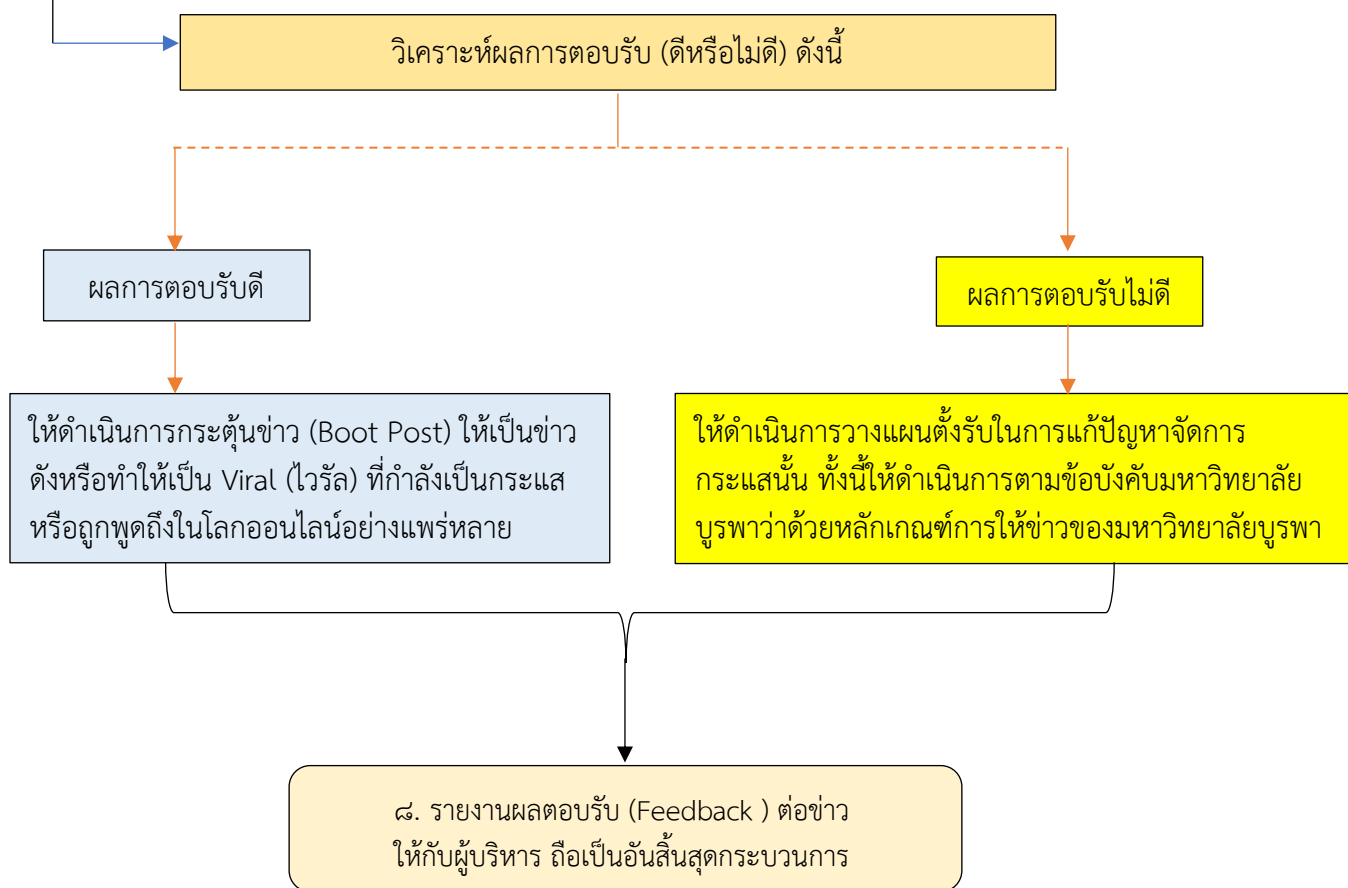 วิเคราะห์ผลการตอบรับ (ดีหรือไม่ดี) ดังนี้
ผลการตอบรับดี
ผลการตอบรับไม่ดี
ให้ดำเนินการกระตุ้นข่าว (Boot Post) ให้เป็นข่าว
ดังหรือทำให้เป็น Viral (ไวรัล) ที่กำลังเป็นกระแส
หรือถูกพูดถึงในโลกออนไลน์อย่างแพร่หลาย
ให้ดำเนินการวางแผนตั้งรับในการแก้ปัญหาจัดการ
กระแสนั้น ทั้งนี้ให้ดำเนินการตามข้อบังคับมหาวิทยาลัย
บูรพาว่าด้วยหลักเกณฑ์การให้ข่าวของมหาวิทยาลัยบูรพา
๘. รายงานผลตอบรับ (Feedback ) ต่อข่าว
ให้กับผู้บริหาร ถือเป็นอันสิ้นสุดกระบวนการ